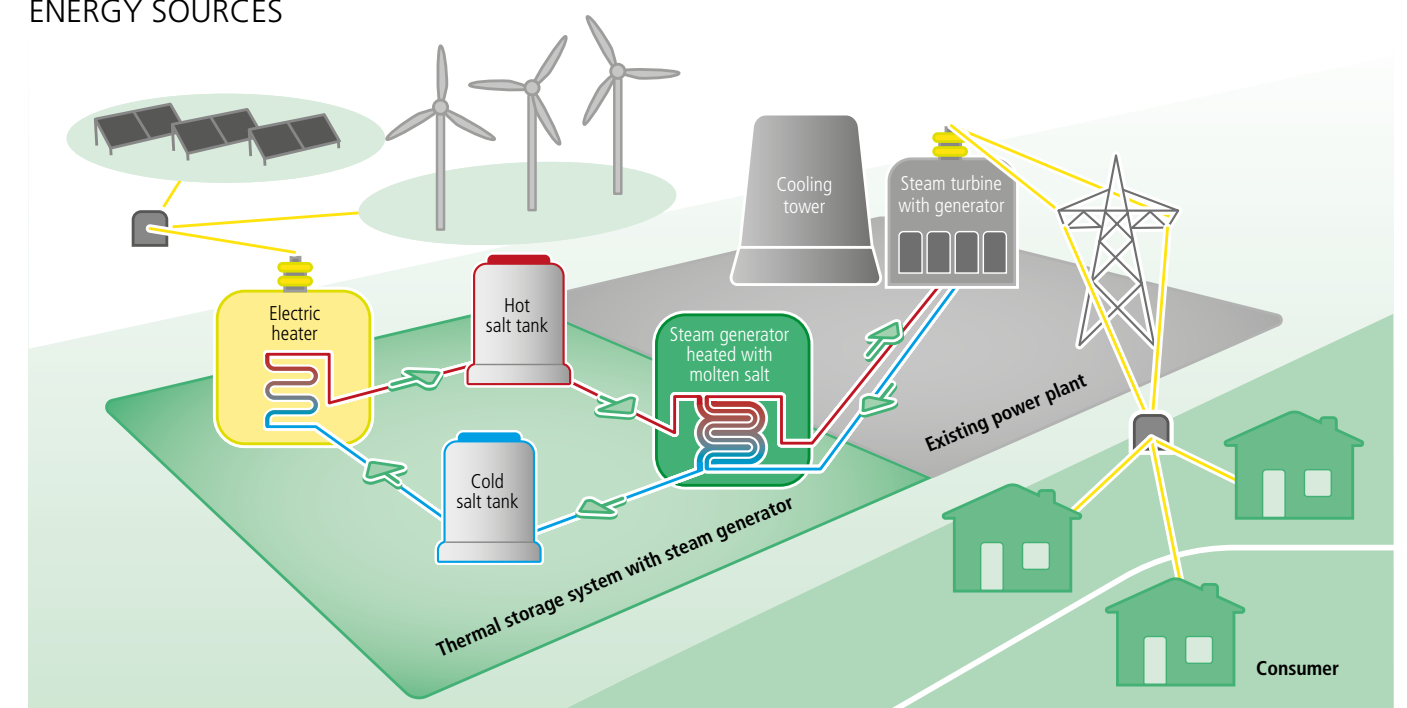 ENERGY SOURCES
Cooling
tower
Steam turbine
with generator
Electric
heater
Hot
salt tank
Steam generator
heated with
molten salt
Cold
salt tank
Existing power plant
Thermal storage system with steam generator
Consumer